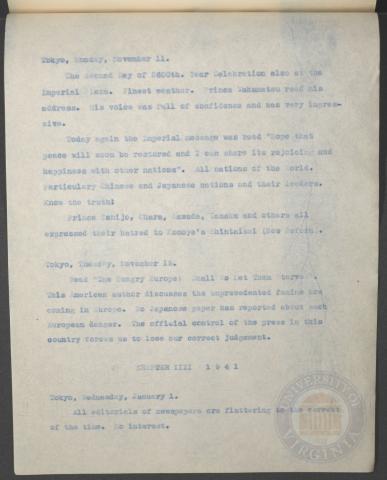 Tokyo, Monday, November 11.
The Second Day of 2600th. Year Celebration also at the
Imperial Plaza. Finest weather. Prince Takamatsu read his
address. His voice was full of confidence and was very impres-
sive.
Today again the Imperial message was read "Hope that
peace will soon be restored and I can share its rejoicing and
happiness with other nations". All nations of the World.
Particulary Chinese and Japanese nations and their leaders.
Know the truth!
Prince Ohara, Masuda, Tanaka and others all
expressed their hatred to Konoye's Shintaisei (New Reform).
Tokyo, Tuesday, November 12.
Read "The Hungry Europe: Shall We Let Them Starve".
This American author discusses the unprecedented famine are
coming in Europe. No Japanese paper has reported about such
European danger. The official control of the press in this
country forces us to lose our correct judgement.
CHAPTER IIII 1941
Tokyo, Wednesday, January 1.
All editorials of newspapers are flattering to the current
of the time. No interest.
UNIVERSITY OF
VIRGINIA